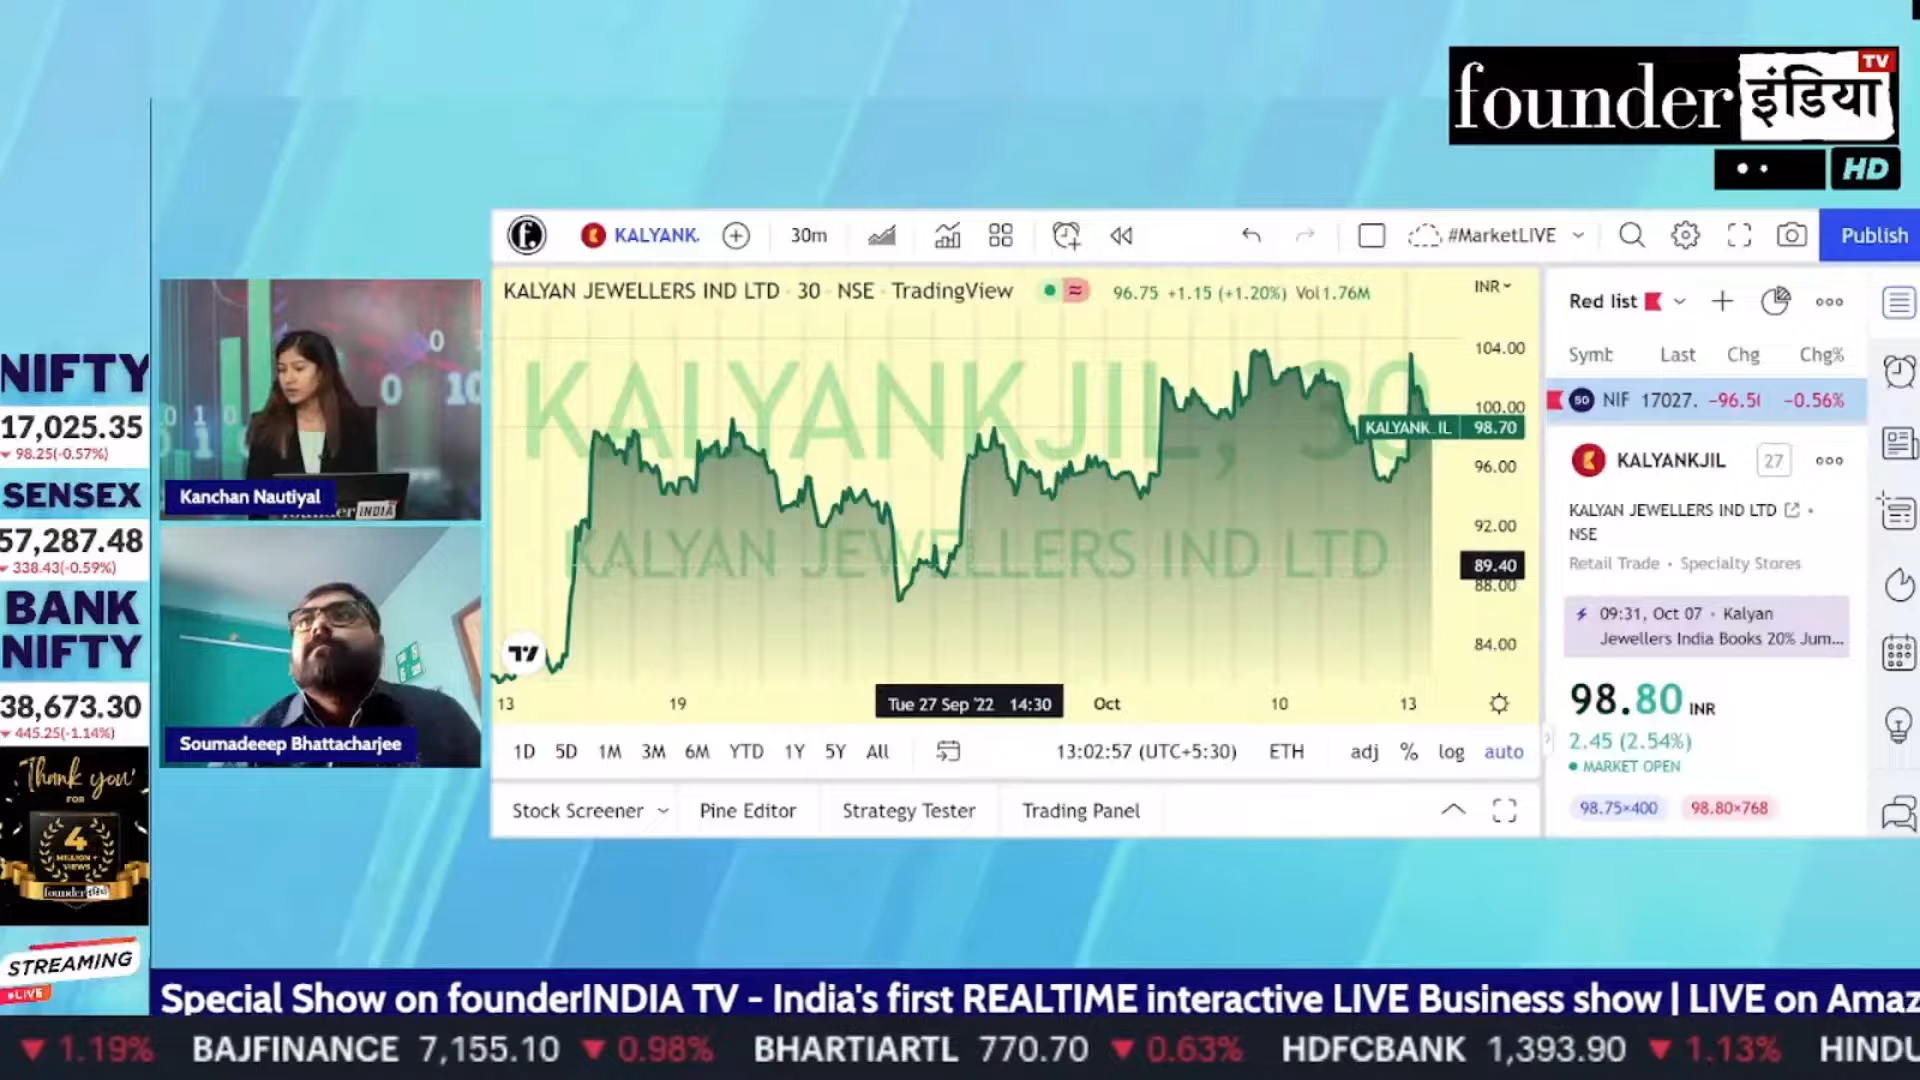 founder इंडिया TV
HD
KALYANK.
30m
#MarketLIVE
Publish
KALYAN JEWELLERS IND LTD · 30 · NSE · TradingView
96.75 +1.15 (+1.20%) Vol1.76M
INR
KALYANKJIL, 30
KALYAN JEWELLERS IND LTD
104.00
100.00
KALYANK IL 98.70
96.00
92.00
89.40
88.00
84.00
13
19
Tue 27 Sep '22 14:30
Oct
10
13
1D 5D 1M 3M 6M YTD 1Y 5Y All
13:02:57 (UTC+5:30) ETH adj % log auto
Stock Screener Pine Editor Strategy Tester Trading Panel
Red list
Symb Last Chg Chg%
50 NIF 17027. −96.5 −0.56%
KALYANKJIL 27
KALYAN JEWELLERS IND LTD
NSE
Retail Trade • Specialty Stores
09:31, Oct 07 • Kalyan
Jewellers India Books 20% Jum...
98.80 INR
2.45 (2.54%)
MARKET OPEN
98.75×400 98.80×768
Kanchan Nautiyal
founder INDIA
Soumadeeep Bhattacharjee
NIFTY
17,025.35
98.25(-0.57%)
SENSEX
57,287.48
338.43(-0.59%)
BANK
NIFTY
38,673.30
445.25(-1.14%)
Thank you
FOR
4
MILLION +
VIEWS
founder इंडिया
STREAMING
LIVE
Special Show on founderINDIA TV - India's first REALTIME interactive LIVE Business show | LIVE on Amaz
▼ 1.19% BAJFINANCE 7,155.10 ▼ 0.98% BHARTIARTL 770.70 ▼ 0.63% HDFCBANK 1,393.90 ▼ 1.13% HINDU